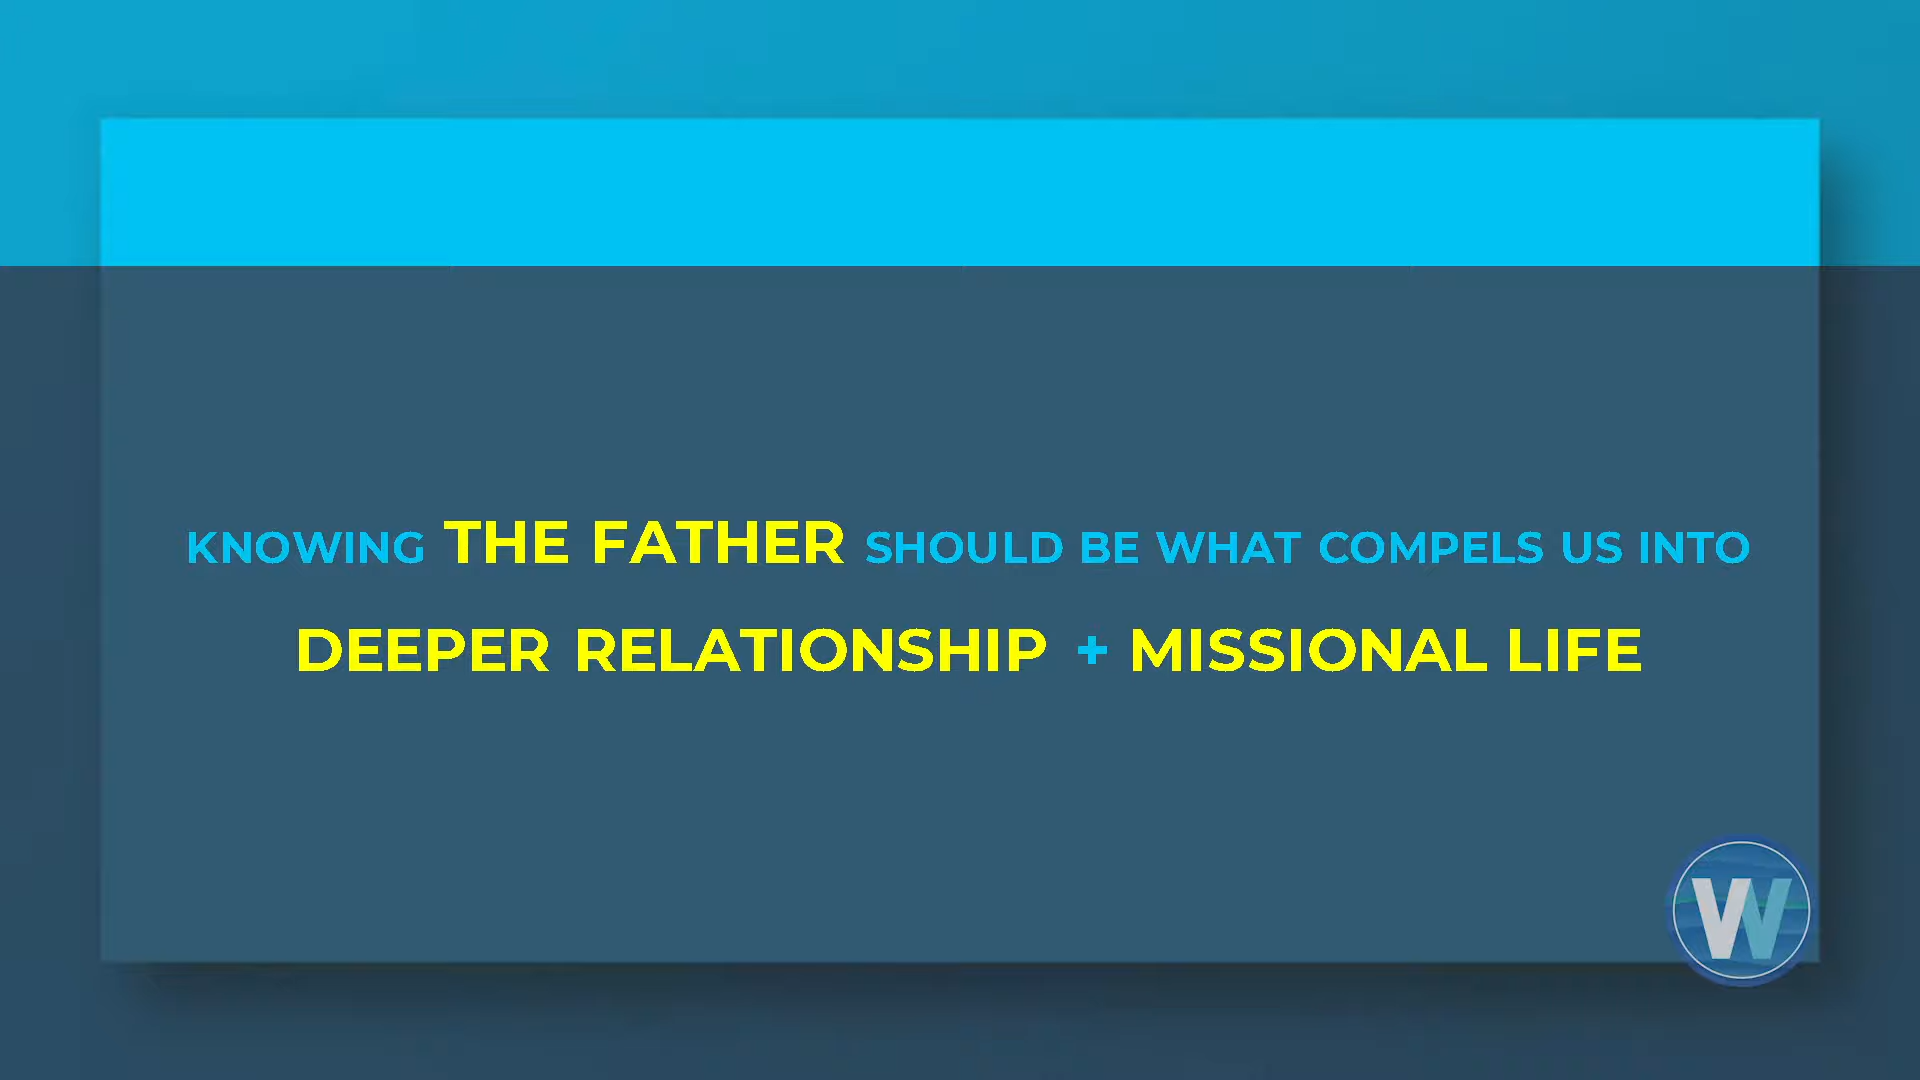 KNOWING THE FATHER SHOULD BE WHAT COMPELS US INTO
DEEPER RELATIONSHIP + MISSIONAL LIFE
W